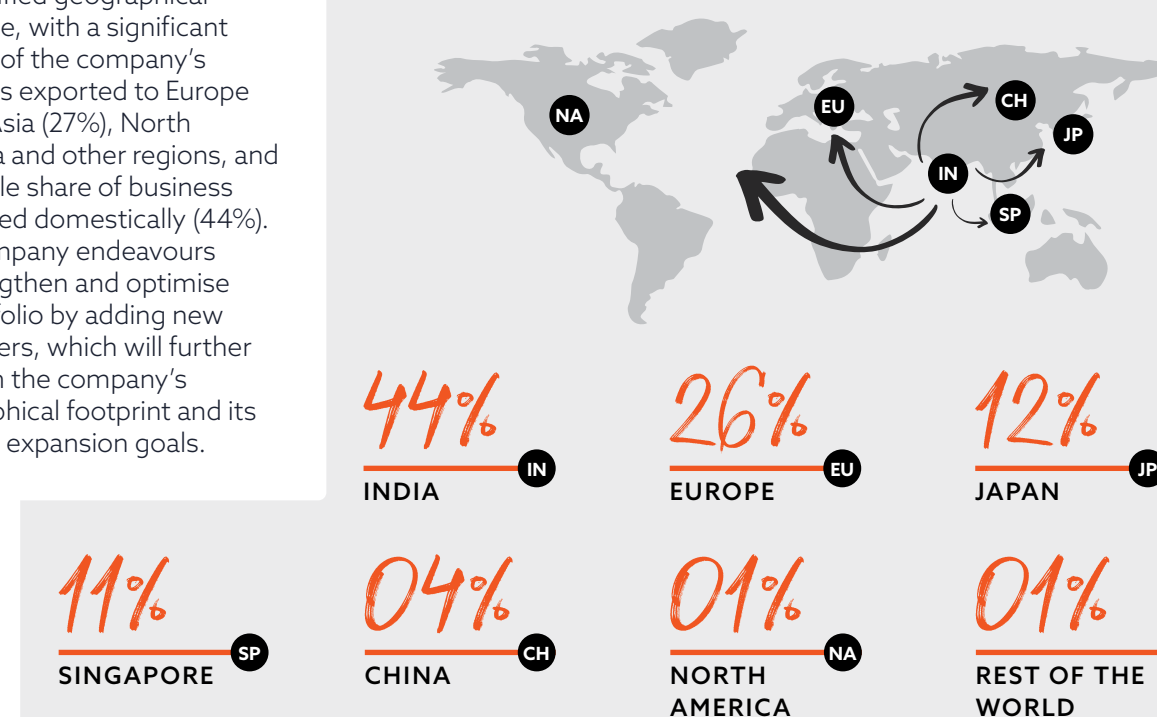 geographical
e, with a significant
of the company's
s exported to Europe
sia (27%), North
a and other regions, and
le share of business
ed domestically (44%).
mpany endeavours
gthen and optimise
folio by adding new
ers, which will further
n the company's
phical footprint and its
expansion goals.
NA
EU
CH
JP
IN
SP
44%
IN
INDIA
26%
EU
EUROPE
12%
JP
JAPAN
11%
SP
SINGAPORE
04%
CH
CHINA
01%
NA
NORTH
AMERICA
01%
REST OF THE
WORLD